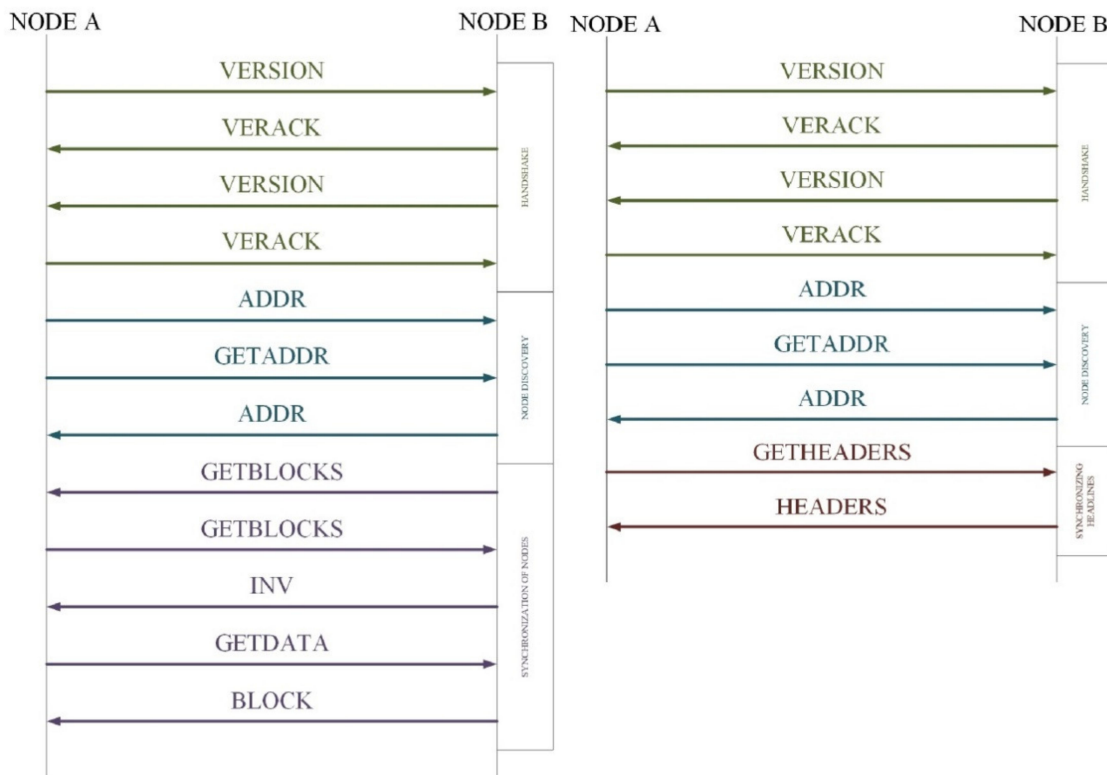 NODE A
NODE B
VERSION
VERACK
VERSION
VERACK
HANDSHAKE
ADDR
GETADDR
ADDR
NODE DISCOVERY
GETBLOCKS
GETBLOCKS
INV
GETDATA
BLOCK
SYNCHRONIZATION OF NODES
NODE A
NODE B
VERSION
VERACK
VERSION
VERACK
HANDSHAKE
ADDR
GETADDR
ADDR
NODE DISCOVERY
GETHEADERS
HEADERS
SYNCHRONIZING
HEADLINES